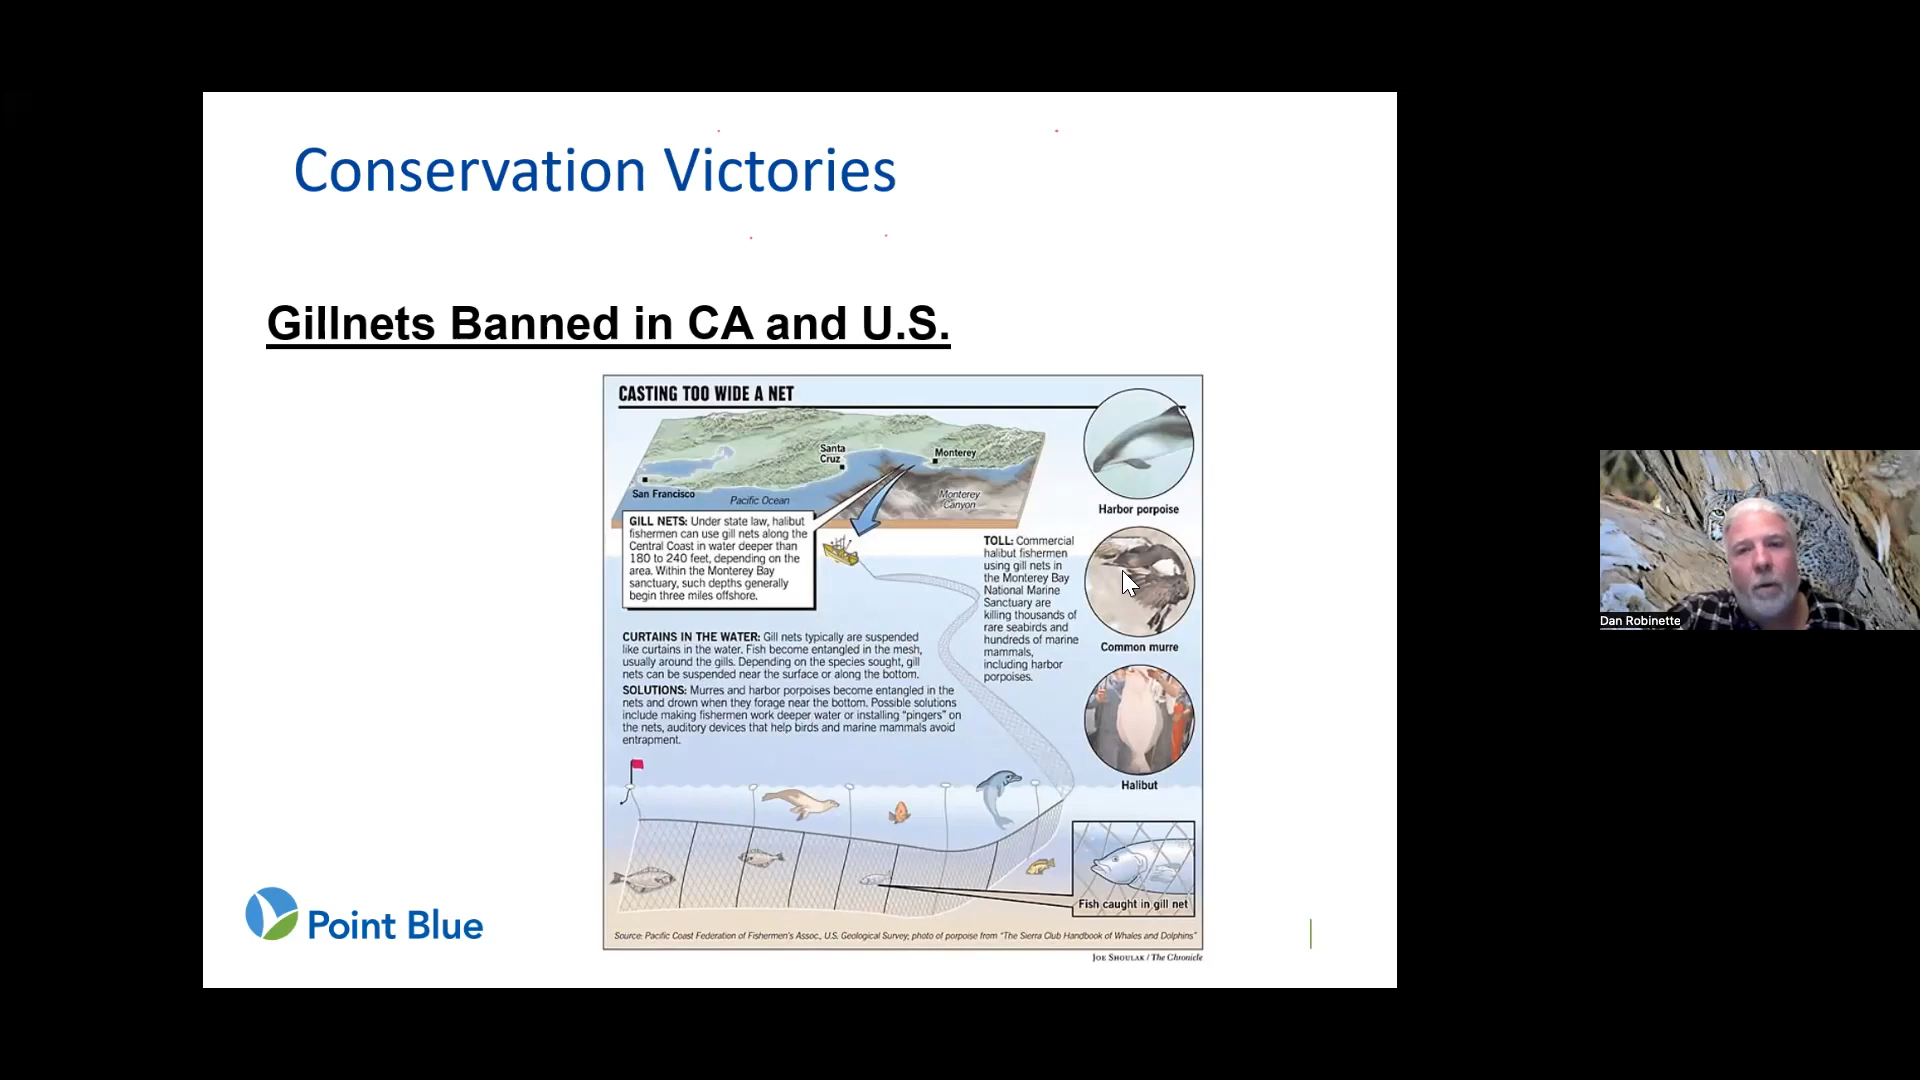 Conservation Victories
Gillnets Banned in CA and U.S.
CASTING TOO WIDE A NET
Santa
Cruz
Monterey
San Francisco
Pacific Ocean
Monterey
Canyon
Harbor porpoise
GILL NETS: Under state law, halibut
fishermen can use gill nets along the
Central Coast in water deeper than
180 to 240 feet, depending on the
area. Within the Monterey Bay
sanctuary, such depths generally
begin three miles offshore.
TOLL: Commercial
halibut fishermen
using gill nets in
the Monterey Bay
National Marine
Sanctuary are
killing thousands of
rare seabirds and
hundreds of marine
mammals,
including harbor
porpoises.
Common murre
CURTAINS IN THE WATER: Gill nets typically are suspended
like curtains in the water. Fish become entangled in the mesh,
usually around the gills. Depending on the species sought, gill
nets can be suspended near the surface or along the bottom.
SOLUTIONS: Murres and harbor porpoises become entangled in the
nets and drown when they forage near the bottom. Possible solutions
include making fishermen work deeper water or installing "pingers" on
the nets, auditory devices that help birds and marine mammals avoid
entrapment.
Halibut
Fish caught in gill net
Source: Pacific Coast Federation of Fishermen's Assoc., U.S. Geological Survey; photo of porpoise from "The Sierra Club Handbook of Whales and Dolphins"
JOE SHOULAK / The Chronicle
Point Blue
Dan Robinette